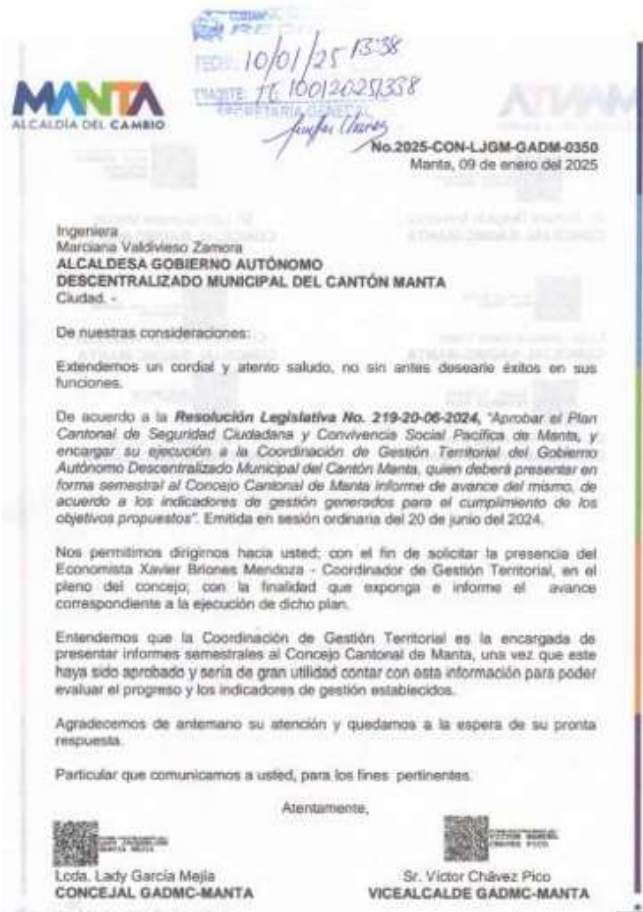 10/01/25 13:38
TRAMITE TE 100120251338
SECRETARIA GENERAL
MANTA
ALCALDÍA DEL CAMBIO
No.2025-CON-LJGM-GADM-0350
Manta, 09 de enero del 2025
Ingeniera
Marciana Valdivieso Zamora
ALCALDESA GOBIERNO AUTÓNOMO
DESCENTRALIZADO MUNICIPAL DEL CANTÓN MANTA
Ciudad. -
De nuestras consideraciones:
Extendemos un cordial y atento saludo, no sin antes desearle éxitos en sus
funciones.
De acuerdo a la Resolución Legislativa No. 219-20-06-2024, "Aprobar el Plan
Cantonal de Seguridad Ciudadana y Convivencia Social Pacífica de Manta, y
encargar su ejecución a la Coordinación de Gestión Territorial del Gobierno
Autónomo Descentralizado Municipal del Cantón Manta, quien deberá presentar en
forma semestral al Concejo Cantonal de Manta informe de avance del mismo, de
acuerdo a los indicadores de gestión generados para el cumplimiento de los
objetivos propuestos". Emitida en sesión ordinaria del 20 de junio del 2024.
Nos permitimos dirigirnos hacia usted; con el fin de solicitar la presencia del
Economista Xavier Briones Mendoza - Coordinador de Gestión Territorial, en el
pleno del concejo; con la finalidad que exponga e informe el avance
correspondiente a la ejecución de dicho plan.
Entendemos que la Coordinación de Gestión Territorial es la encargada de
presentar informes semestrales al Concejo Cantonal de Manta, una vez que este
haya sido aprobado y sería de gran utilidad contar con esta información para poder
evaluar el progreso y los indicadores de gestión establecidos.
Agradecemos de antemano su atención y quedamos a la espera de su pronta
respuesta.
Particular que comunicamos a usted, para los fines pertinentes.
Atentamente,
Lcda. Lady García Mejía
CONCEJAL GADMC-MANTA
Sr. Victor Chávez Pico
VICEALCALDE GADMC-MANTA